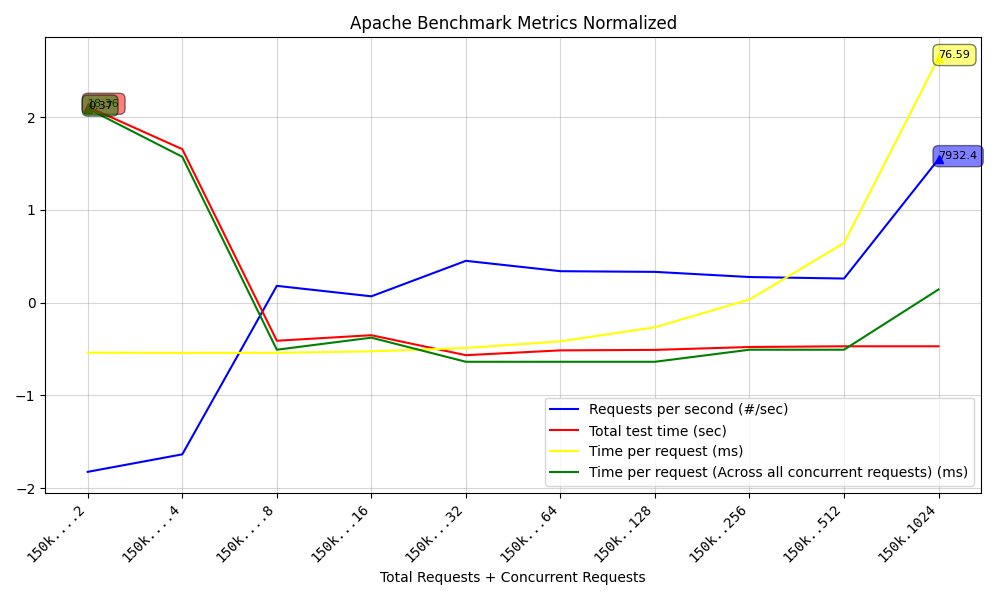 Apache Benchmark Metrics Normalized
76.59
0.37
7932.4
2
1
0
−1
−2
Requests per second (#/sec)
Total test time (sec)
Time per request (ms)
Time per request (Across all concurrent requests) (ms)
150k....2
150k....4
150k....8
150k...16
150k...32
150k...64
150k..128
150k..256
150k..512
150k.1024
Total Requests + Concurrent Requests